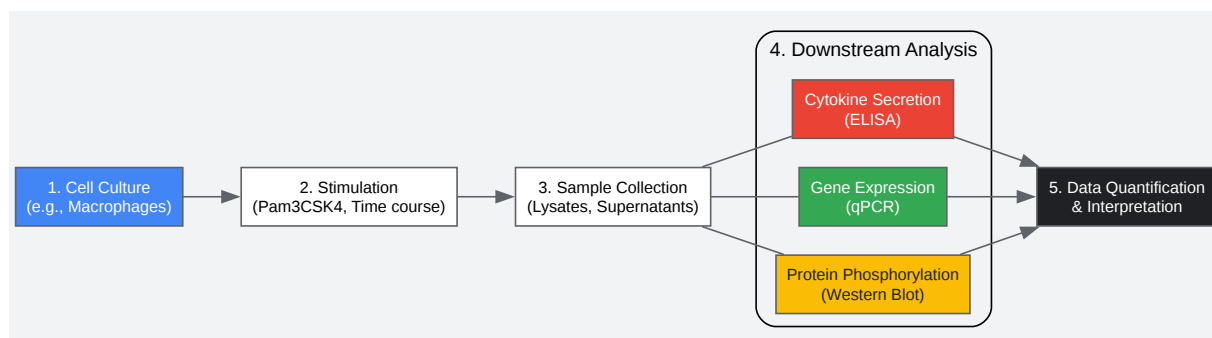 4. Downstream Analysis
Cytokine Secretion
(ELISA)
1. Cell Culture
(e.g., Macrophages)
2. Stimulation
(Pam3CSK4, Time course)
3. Sample Collection
(Lysates, Supernatants)
Gene Expression
(qPCR)
5. Data Quantification
& Interpretation
Protein Phosphorylation
(Western Blot)